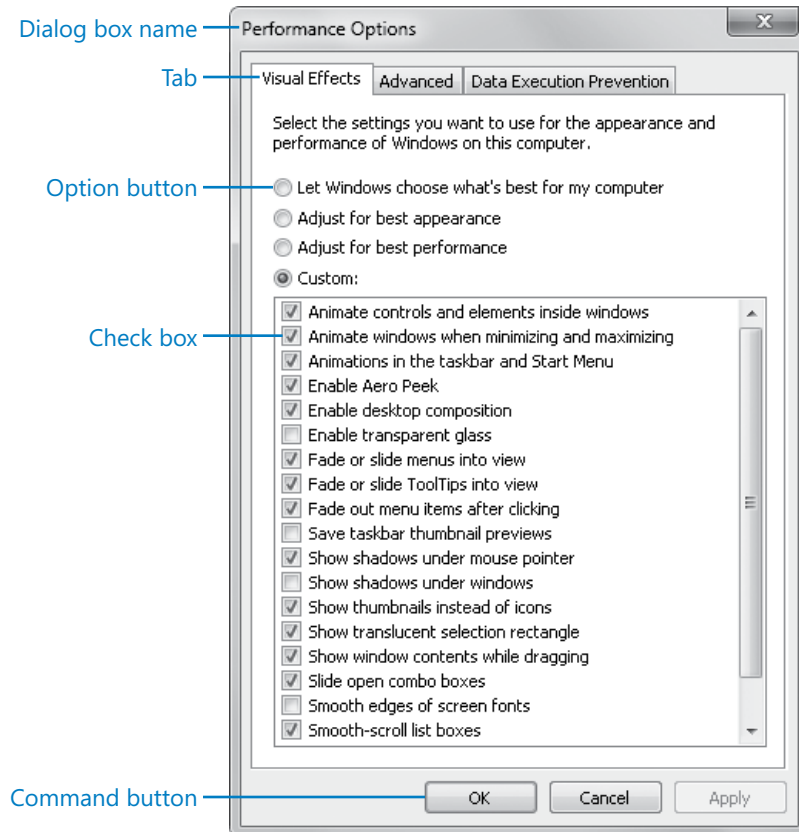 Dialog box name
Performance Options
X
Tab
Visual Effects Advanced Data Execution Prevention
Select the settings you want to use for the appearance and
performance of Windows on this computer.
Option button
Let Windows choose what's best for my computer
Adjust for best appearance
Adjust for best performance
Custom:
Animate controls and elements inside windows
Check box
Animate windows when minimizing and maximizing
Animations in the taskbar and Start Menu
Enable Aero Peek
Enable desktop composition
Enable transparent glass
Fade or slide menus into view
Fade or slide ToolTips into view
Fade out menu items after clicking
Save taskbar thumbnail previews
Show shadows under mouse pointer
Show shadows under windows
Show thumbnails instead of icons
Show translucent selection rectangle
Show window contents while dragging
Slide open combo boxes
Smooth edges of screen fonts
Smooth-scroll list boxes
Command button
OK Cancel Apply